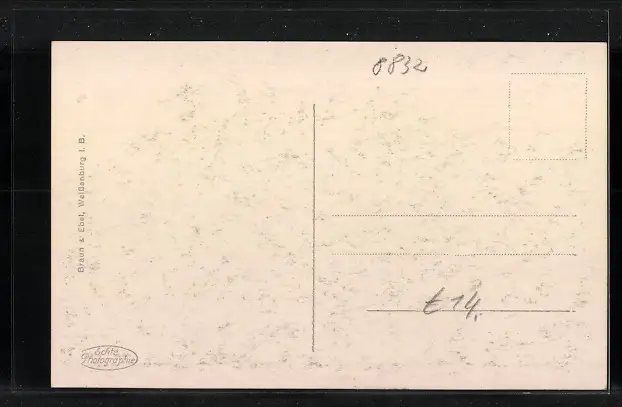 8832
Braun & Ebel, Weißenburg i. B.
€ 14.
Echte
Photographie